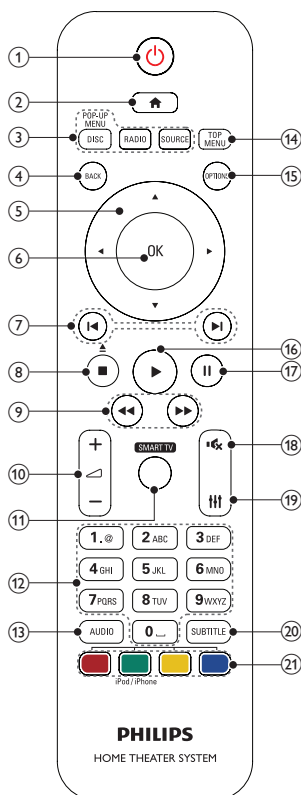 1
2
POP-UP
MENU
3 DISC RADIO SOURCE TOP
MENU 14
4 BACK OPTIONS 15
5
6 OK
7
16
8 17
9
+ SMART TV 18
10
− 19
11
1.@ 2 ABC 3 DEF
4 GHI 5 JKL 6 MNO
12
7 PQRS 8 TUV 9 WXYZ
13 AUDIO 0 SUBTITLE 20
21
iPod / iPhone
PHILIPS
HOME THEATER SYSTEM